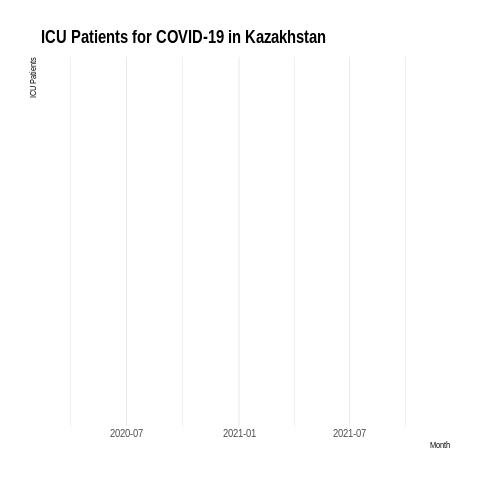 ICU Patients for COVID-19 in Kazakhstan
ICU Patients
2020-07
2021-01
2021-07
Month